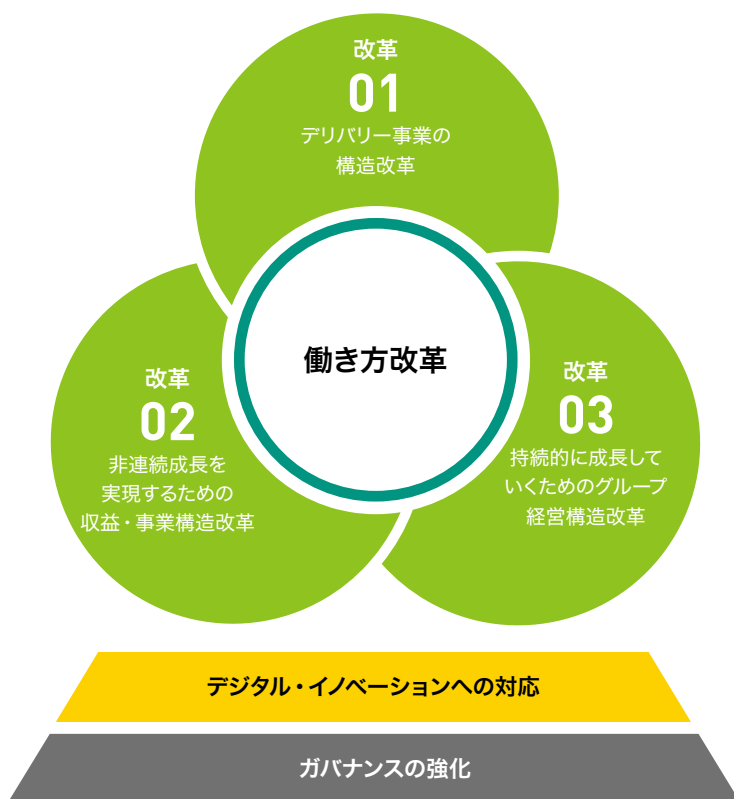 改革
01
デリバリー事業の
構造改革
働き方改革
改革
02
非連続成長を
実現するための
収益・事業構造改革
改革
03
持続的に成長して
いくためのグループ
経営構造改革
デジタル・イノベーションへの対応
ガバナンスの強化